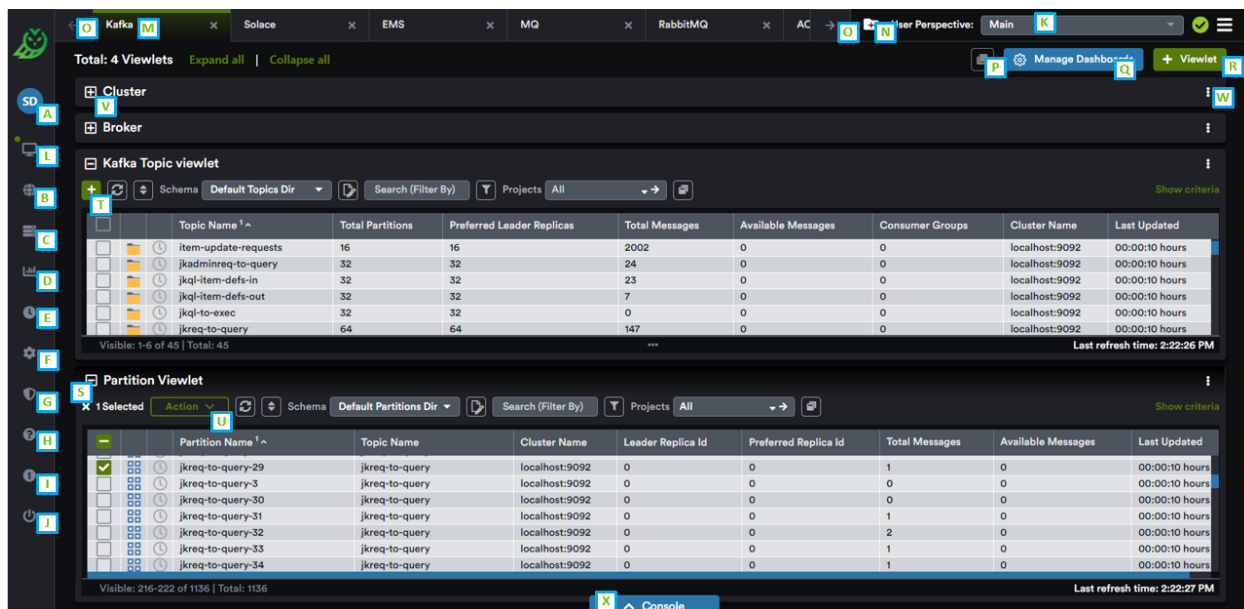 Kafka M × Solace × EMS × MQ × RabbitMQ × AC → O N User Perspective: Main K
O
Total: 4 Viewlets Expand all | Collapse all P Manage Dashboards Q + Viewlet R
SD A
Cluster V W
L
Broker
Kafka Topic viewlet
B
+ T Schema Default Topics Dir Search (Filter By) Projects All Show criteria
C
Topic Name 1 Total Partitions Preferred Leader Replicas Total Messages Available Messages Consumer Groups Cluster Name Last Updated
item-update-requests 16 16 2002 0 0 localhost:9092 00:00:10 hours
jkadminreq-to-query 32 32 24 0 0 localhost:9092 00:00:10 hours
D
jkql-item-defs-in 32 32 23 0 0 localhost:9092 00:00:10 hours
jkql-item-defs-out 32 32 7 0 0 localhost:9092 00:00:10 hours
E
jkql-to-exec 32 32 0 0 0 localhost:9092 00:00:10 hours
jkreq-to-query 64 64 147 0 0 localhost:9092 00:00:10 hours
Visible: 1-6 of 45 | Total: 45 ••• Last refresh time: 2:22:26 PM
F
Partition Viewlet
S
G
× 1 Selected Action U Schema Default Partitions Dir Search (Filter By) Projects All Show criteria
H
Partition Name 1 Topic Name Cluster Name Leader Replica Id Preferred Replica Id Total Messages Available Messages Last Updated
jkreq-to-query-29 jkreq-to-query localhost:9092 0 0 1 0 00:00:10 hours
I
jkreq-to-query-3 jkreq-to-query localhost:9092 0 0 0 0 00:00:10 hours
jkreq-to-query-30 jkreq-to-query localhost:9092 0 0 0 0 00:00:10 hours
jkreq-to-query-31 jkreq-to-query localhost:9092 0 0 1 0 00:00:10 hours
J
jkreq-to-query-32 jkreq-to-query localhost:9092 0 0 2 0 00:00:10 hours
jkreq-to-query-33 jkreq-to-query localhost:9092 0 0 1 0 00:00:10 hours
jkreq-to-query-34 jkreq-to-query localhost:9092 0 0 1 0 00:00:10 hours
Visible: 216-222 of 1136 | Total: 1136 Last refresh time: 2:22:27 PM
X Console